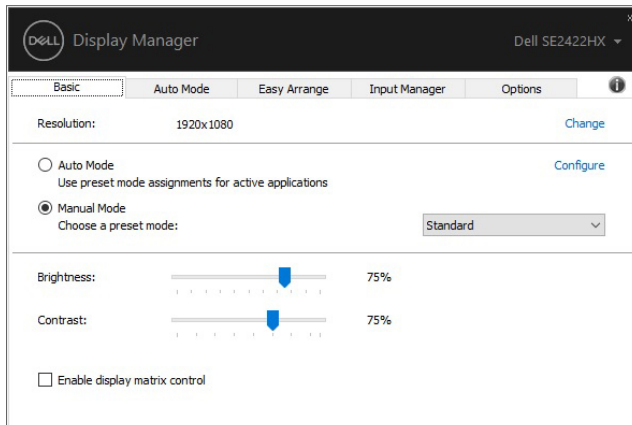 DELL Display Manager
Dell SE2422HX
Basic Auto Mode Easy Arrange Input Manager Options
Resolution: 1920x1080 Change
Auto Mode Configure
Use preset mode assignments for active applications
Manual Mode
Choose a preset mode: Standard
Brightness: 75%
Contrast: 75%
Enable display matrix control